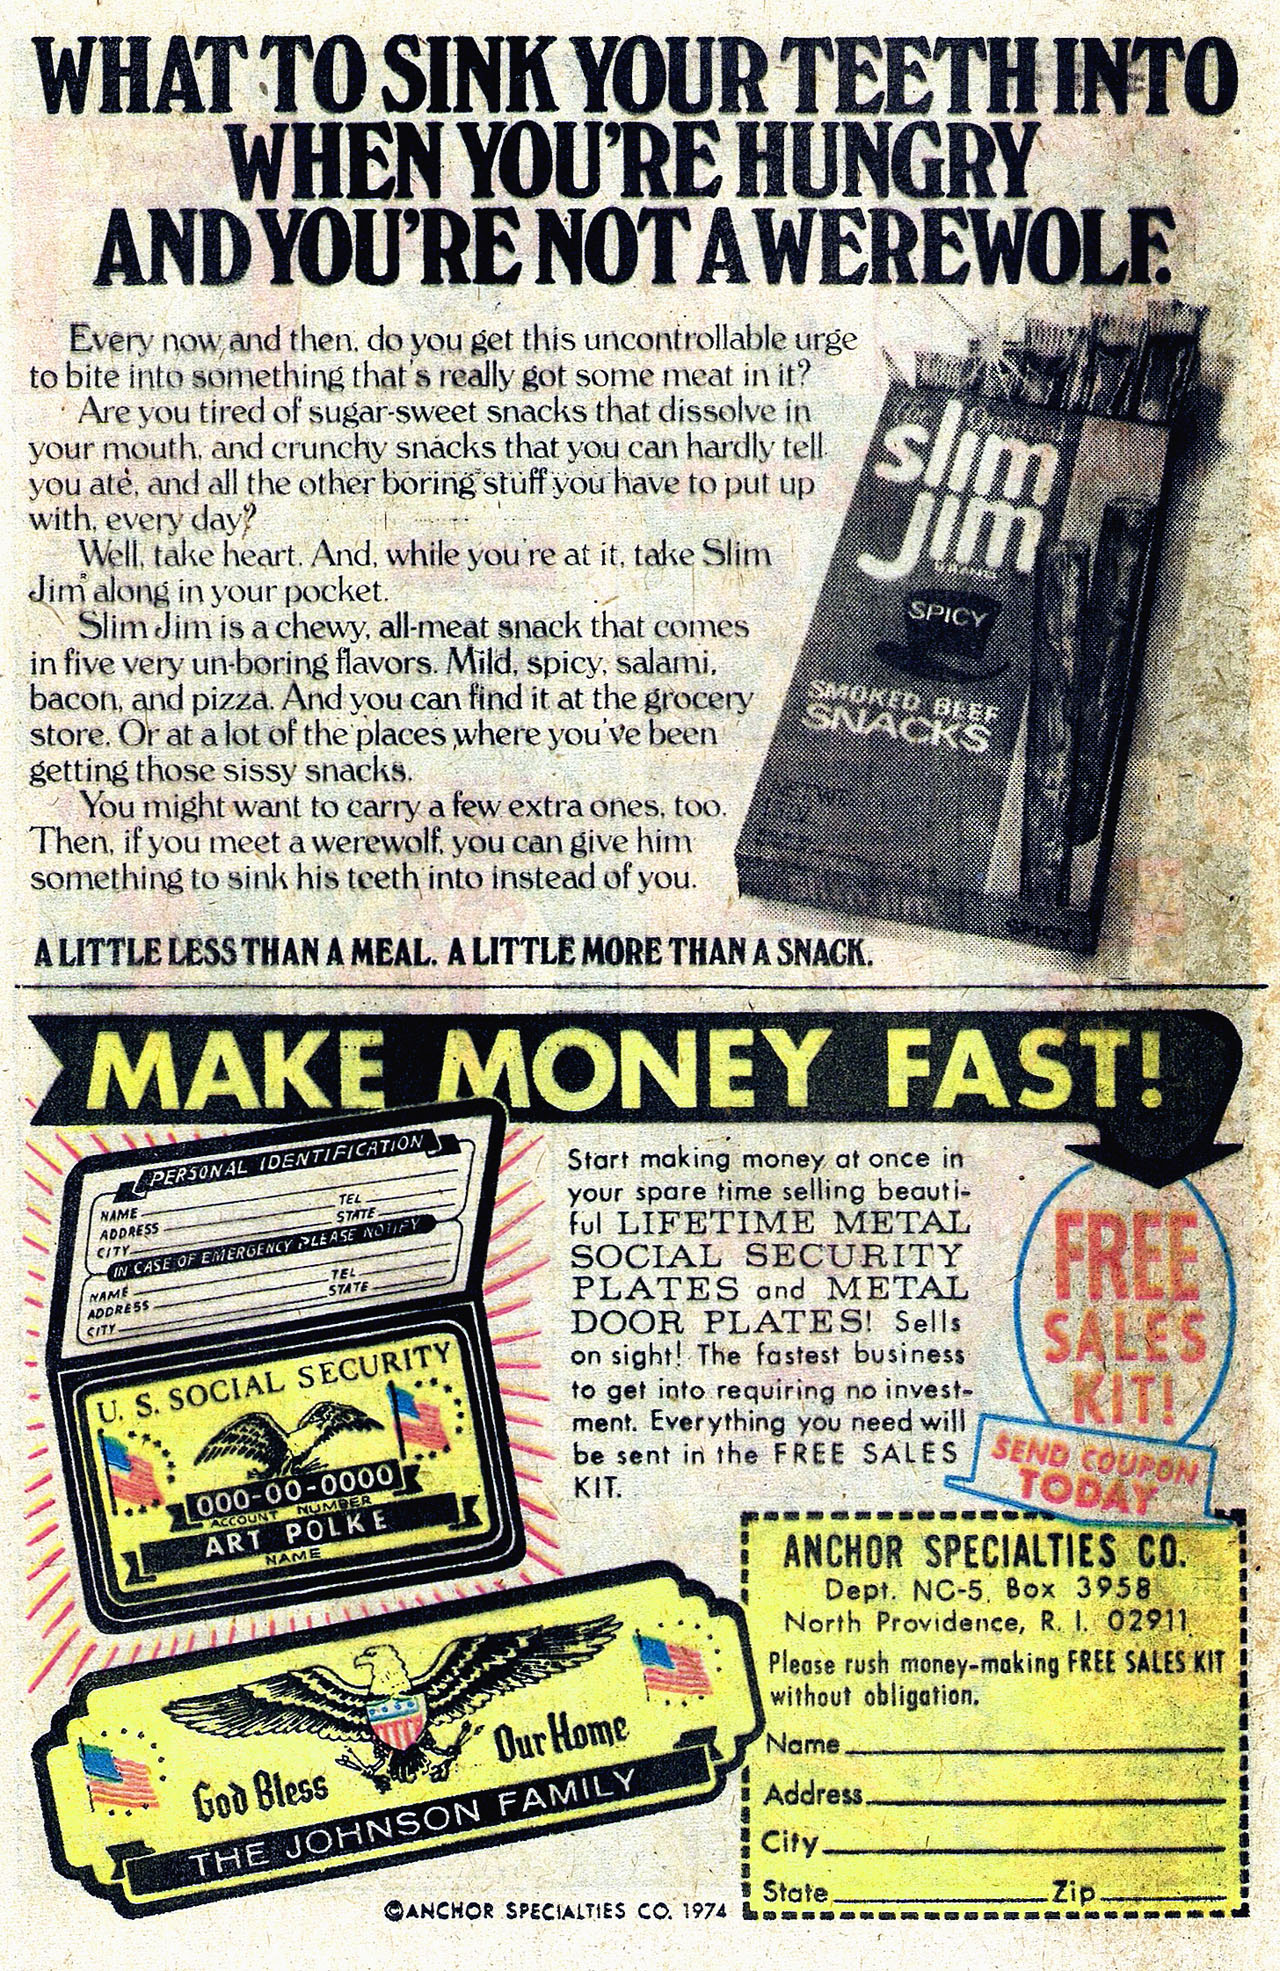 WHAT TO SINK YOUR TEETH INTO
WHEN YOU'RE HUNGRY
AND YOU'RE NOT A WEREWOLF.
Every now and then, do you get this uncontrollable urge
to bite into something that's really got some meat in it?
Are you tired of sugar-sweet snacks that dissolve in
your mouth, and crunchy snacks that you can hardly tell
you ate, and all the other boring stuff you have to put up
with, every day?
Well, take heart. And, while you're at it, take Slim
Jim along in your pocket.
Slim Jim is a chewy, all-meat snack that comes
in five very un-boring flavors. Mild, spicy, salami,
bacon, and pizza. And you can find it at the grocery
store. Or at a lot of the places where you've been
getting those sissy snacks.
You might want to carry a few extra ones, too.
Then, if you meet a werewolf, you can give him
something to sink his teeth into instead of you.
slim
jim
SPICY
SMOKED BEEF
SNACKS
SPICY
A LITTLE LESS THAN A MEAL. A LITTLE MORE THAN A SNACK.
MAKE MONEY FAST!
PERSONAL IDENTIFICATION
NAME
TEL
ADDRESS
STATE
CITY
IN CASE OF EMERGENCY PLEASE NOTIFY
NAME
TEL
ADDRESS
STATE
CITY
U. S. SOCIAL SECURITY
000-00-0000
ACCOUNT NUMBER
ART POLKE
NAME
Start making money at once in
your spare time selling beauti-
ful LIFETIME METAL
SOCIAL SECURITY
PLATES and METAL
DOOR PLATES! Sells
on sight! The fastest business
to get into requiring no invest-
ment. Everything you need will
be sent in the FREE SALES
KIT.
FREE
SALES
KIT!
SEND COUPON
TODAY
God Bless Our Home
THE JOHNSON FAMILY
©ANCHOR SPECIALTIES CO. 1974
ANCHOR SPECIALTIES CO.
Dept. NC-5, Box 3958
North Providence, R. I. 02911
Please rush money-making FREE SALES KIT
without obligation.
Name
Address
City
State Zip